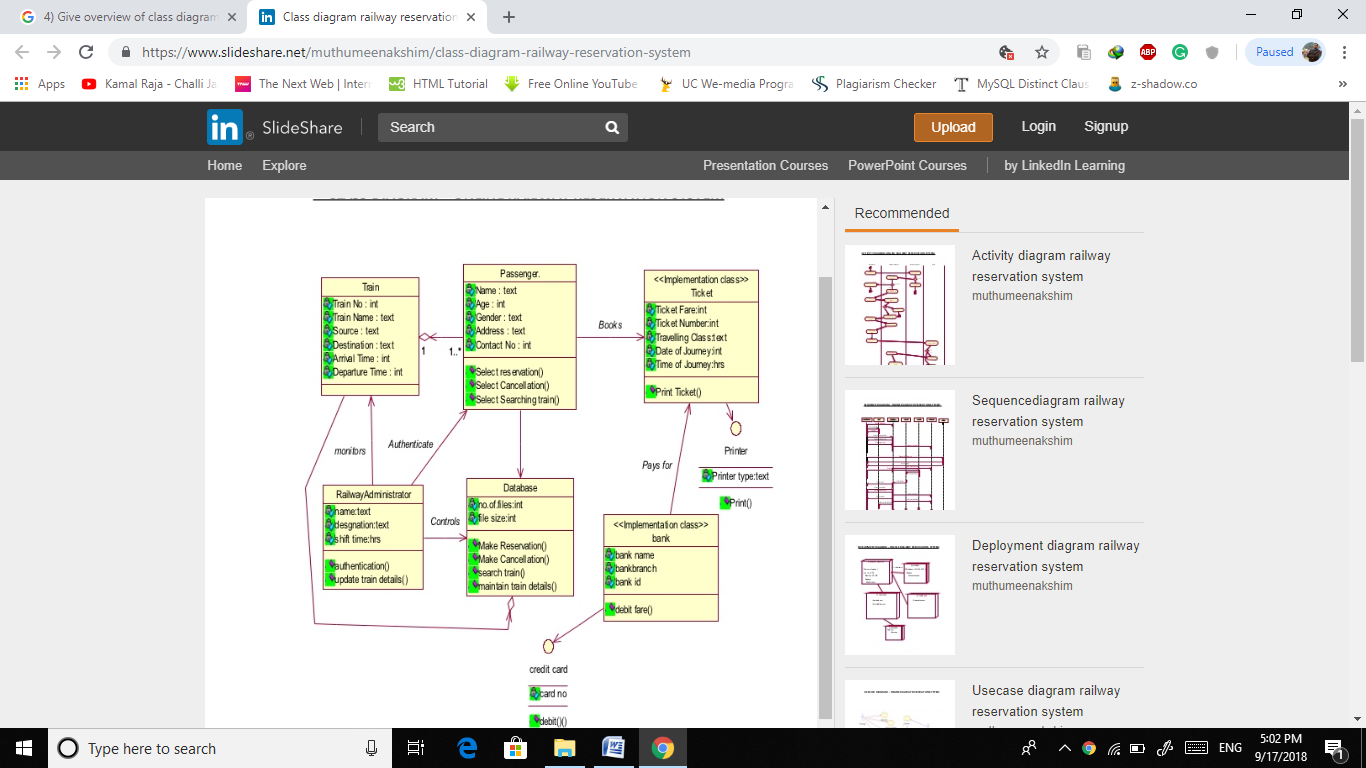 4) Give overview of class diagram
Class diagram railway reservation
https://www.slideshare.net/muthumeenakshim/class-diagram-railway-reservation-system
ABP
Paused
Apps
Kamal Raja - Challi Ja
The Next Web | Intern
HTML Tutorial
Free Online YouTube
UC We-media Progra
Plagiarism Checker
MySQL Distinct Claus
z-shadow.co
»
in SlideShare
Search
Upload
Login
Signup
Home
Explore
Presentation Courses
PowerPoint Courses
by LinkedIn Learning
Train
Train No : int
Train Name : text
Source : text
Destination : text
Arrival Time : int
Departure Time : int
1
1..*
Passenger.
Name : text
Age : int
Gender : text
Address : text
Contact No : int
Select reservation()
Select Cancellation()
Select Searching train()
Books
<<Implementation class>>
Ticket
Ticket Fare:int
Ticket Number:int
Travelling Class:text
Date of Journey:int
Time of Journey:hrs
Print Ticket()
monitors
Authenticate
Pays for
Printer
Printer type:text
Print()
RailwayAdministrator
name:text
desgnation:text
shift time:hrs
authentication()
update train details()
Controls
Database
no.of.files:int
file size:int
Make Reservation()
Make Cancellation()
search train()
maintain train details()
<<Implementation class>>
bank
bank name
bankbranch
bank id
debit fare()
credit card
card no
debit()()
Recommended
Activity diagram railway
reservation system
muthumeenakshim
Sequencediagram railway
reservation system
muthumeenakshim
Deployment diagram railway
reservation system
muthumeenakshim
Usecase diagram railway
reservation system
Type here to search
ENG
5:02 PM
9/17/2018
1